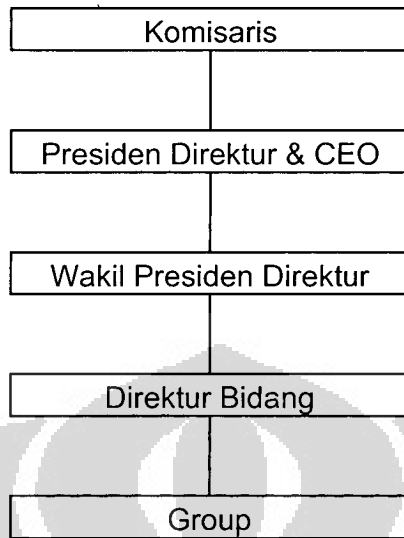 Komisaris
Presiden Direktur & CEO
Wakil Presiden Direktur
Direktur Bidang
Group